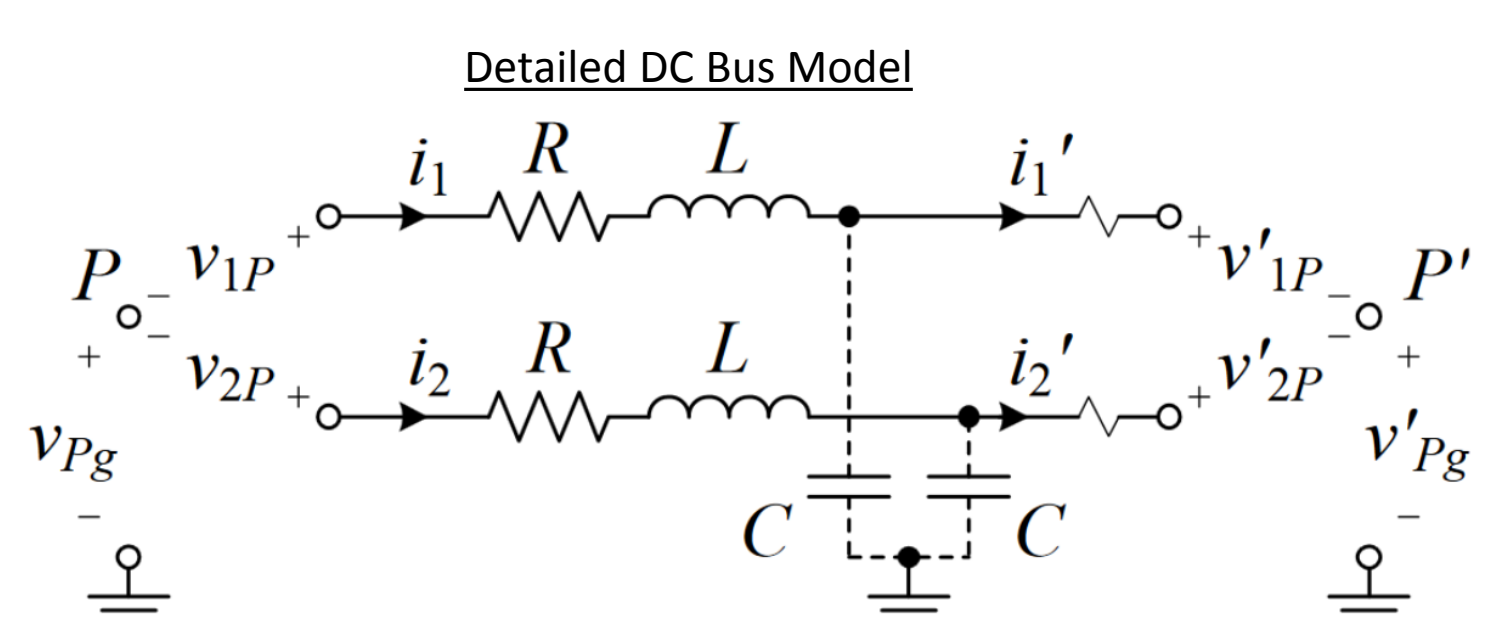 Detailed DC Bus Model
i₁ R L i₁′
P − v₁P + + v′₁P − P′
+ − v₂P + i₂ R L i₂′ + v′₂P − +
vPg v′Pg
− C C −